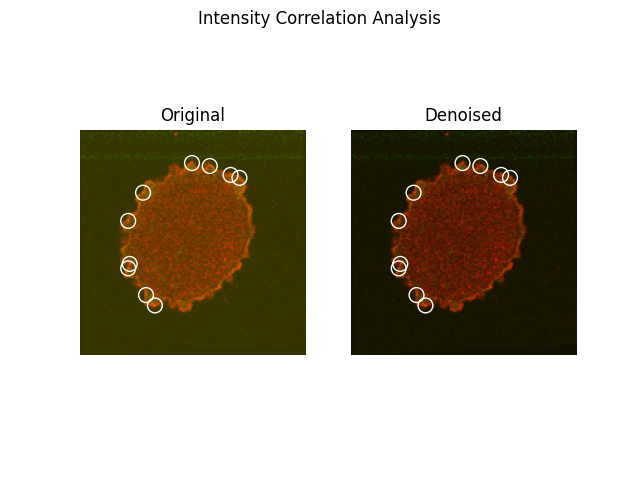 Intensity Correlation Analysis
Original
Denoised